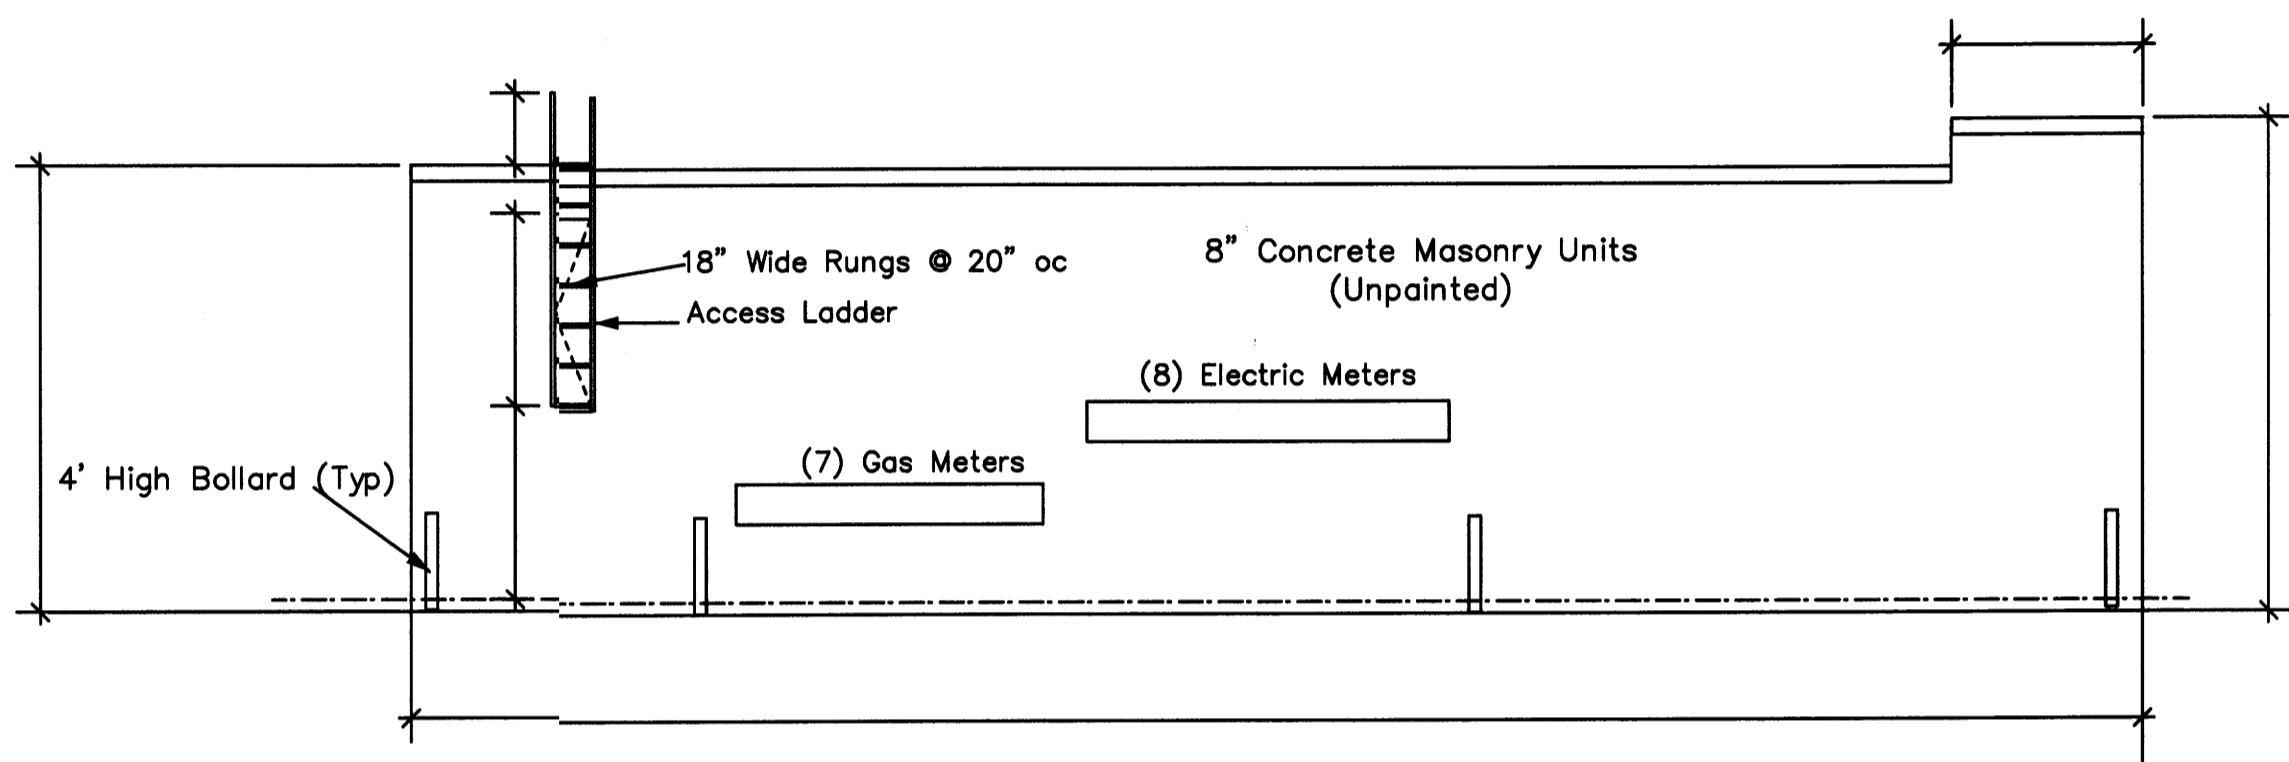 18" Wide Rungs @ 20" oc
Access Ladder
8" Concrete Masonry Units
(Unpainted)
(8) Electric Meters
(7) Gas Meters
4' High Bollard (Typ)